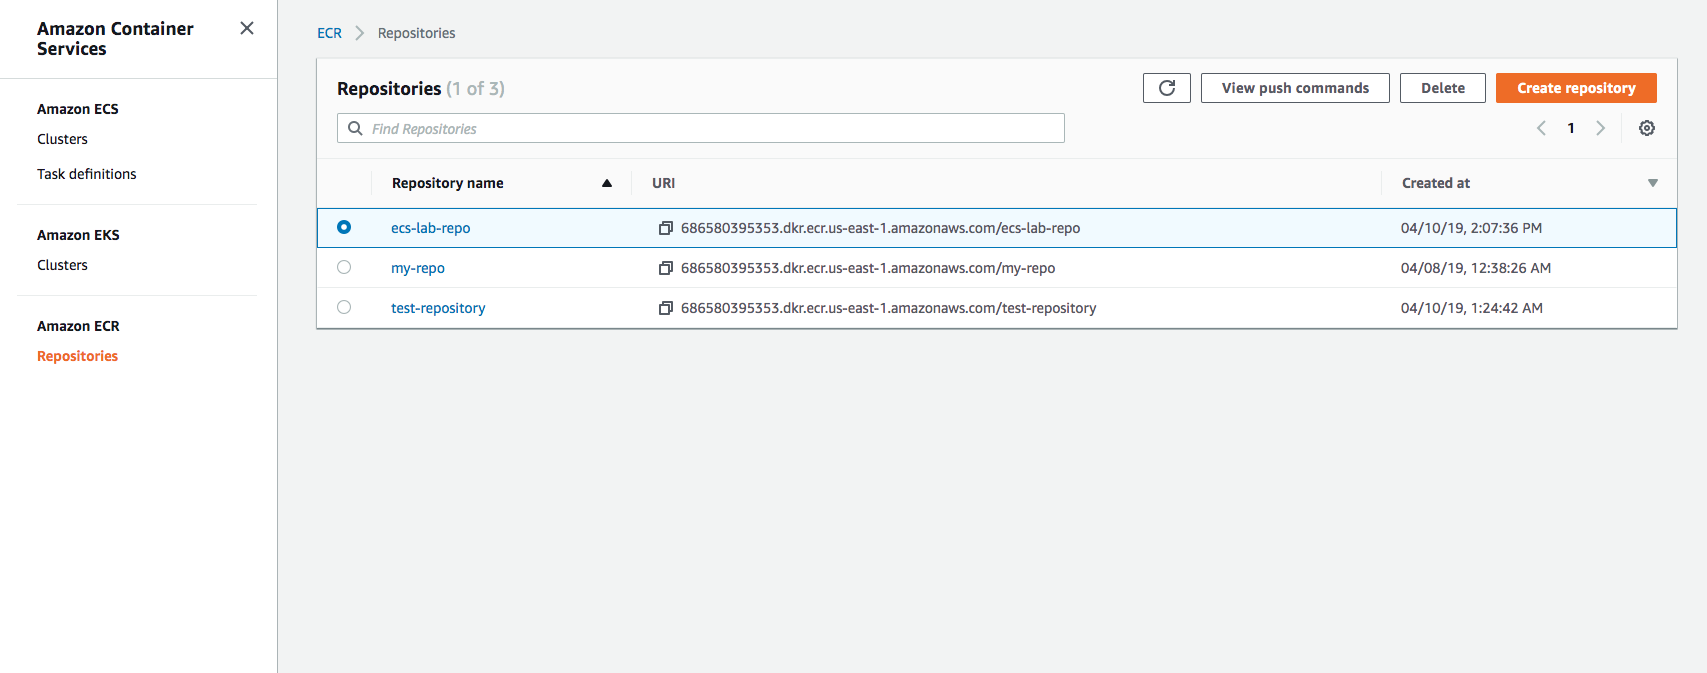 Amazon Container
Services
Amazon ECS
Clusters
Task definitions
Amazon EKS
Clusters
Amazon ECR
Repositories
ECR Repositories
Repositories (1 of 3)
View push commands Delete Create repository
Find Repositories
1
Repository name URI Created at
ecs-lab-repo 686580395353.dkr.ecr.us-east-1.amazonaws.com/ecs-lab-repo 04/10/19, 2:07:36 PM
my-repo 686580395353.dkr.ecr.us-east-1.amazonaws.com/my-repo 04/08/19, 12:38:26 AM
test-repository 686580395353.dkr.ecr.us-east-1.amazonaws.com/test-repository 04/10/19, 1:24:42 AM